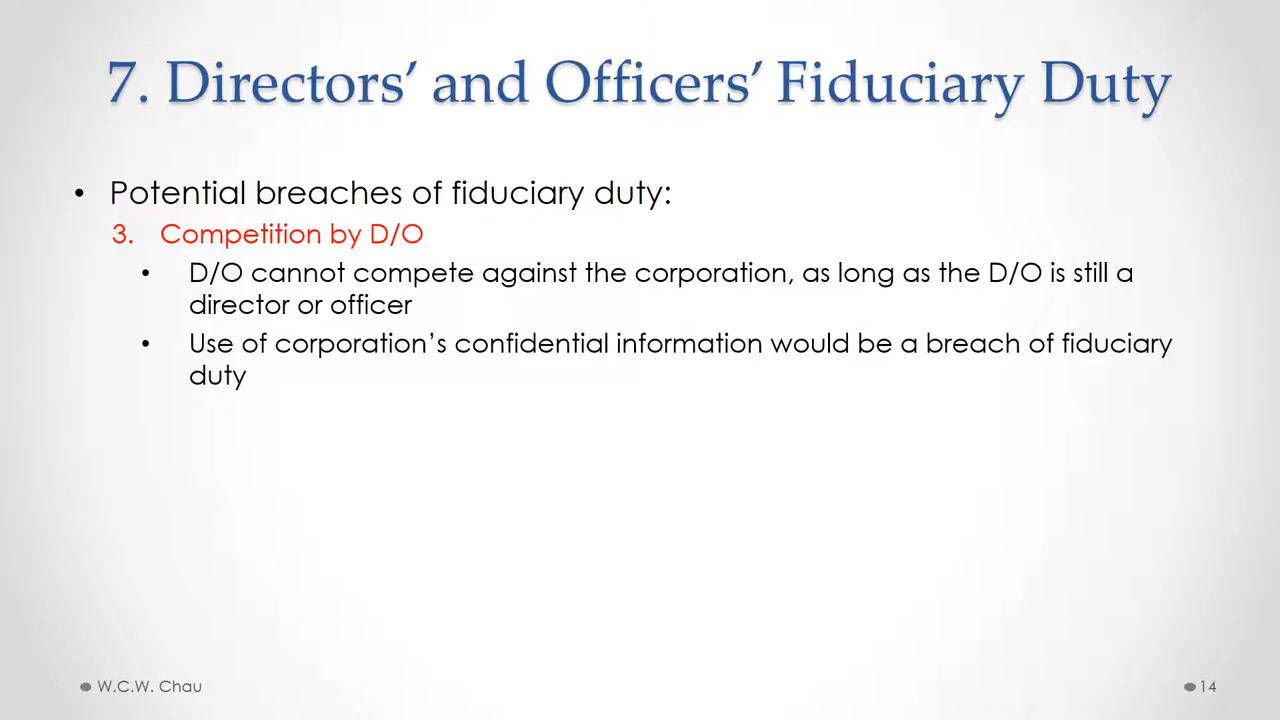 7. Directors’ and Officers’ Fiduciary Duty
• Potential breaches of fiduciary duty:
3. Competition by D/O
• D/O cannot compete against the corporation, as long as the D/O is still a
director or officer
• Use of corporation’s confidential information would be a breach of fiduciary
duty
W.C.W. Chau
14